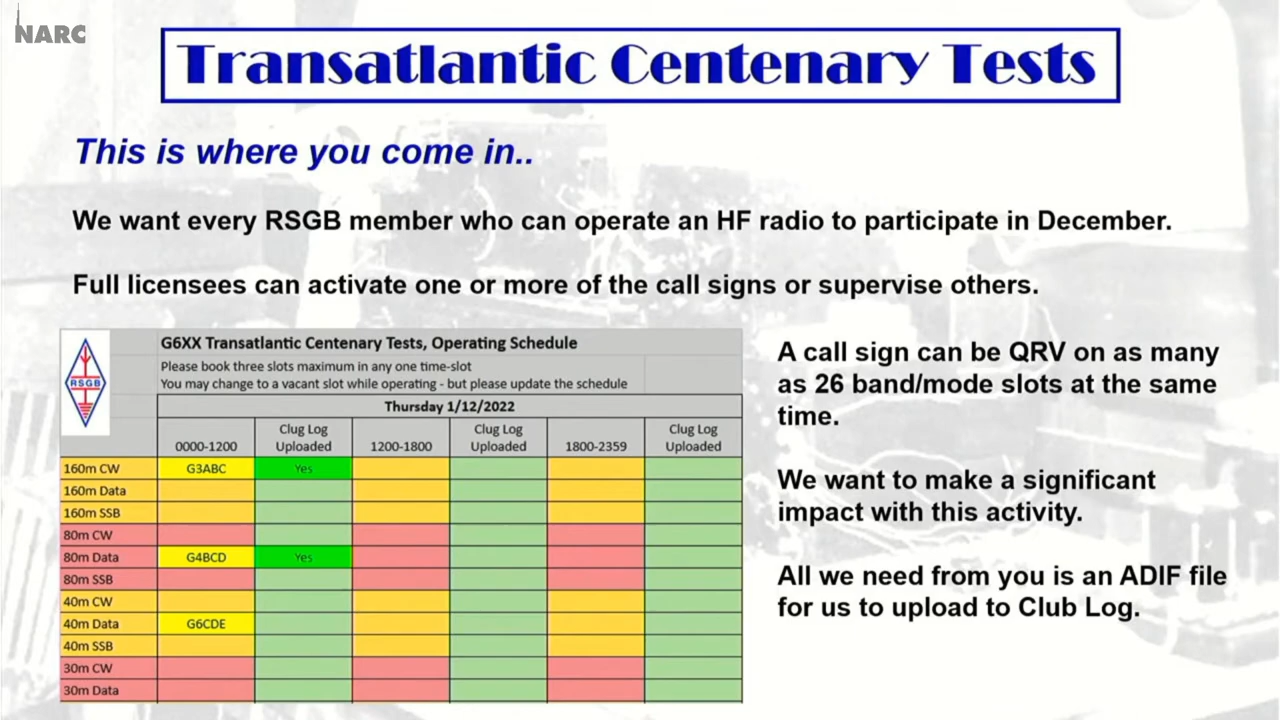 NARC
Transatlantic Centenary Tests
This is where you come in..
We want every RSGB member who can operate an HF radio to participate in December.
Full licensees can activate one or more of the call signs or supervise others.
RSGB
G6XX Transatlantic Centenary Tests, Operating Schedule
Please book three slots maximum in any one time-slot
You may change to a vacant slot while operating - but please update the schedule
Thursday 1/12/2022
0000-1200 Clug Log Uploaded 1200-1800 Clug Log Uploaded 1800-2359 Clug Log Uploaded
160m CW G3ABC Yes
160m Data
160m SSB
80m CW
80m Data G4BCD Yes
80m SSB
40m CW
40m Data G6CDE
40m SSB
30m CW
30m Data
A call sign can be QRV on as many
as 26 band/mode slots at the same
time.
We want to make a significant
impact with this activity.
All we need from you is an ADIF file
for us to upload to Club Log.